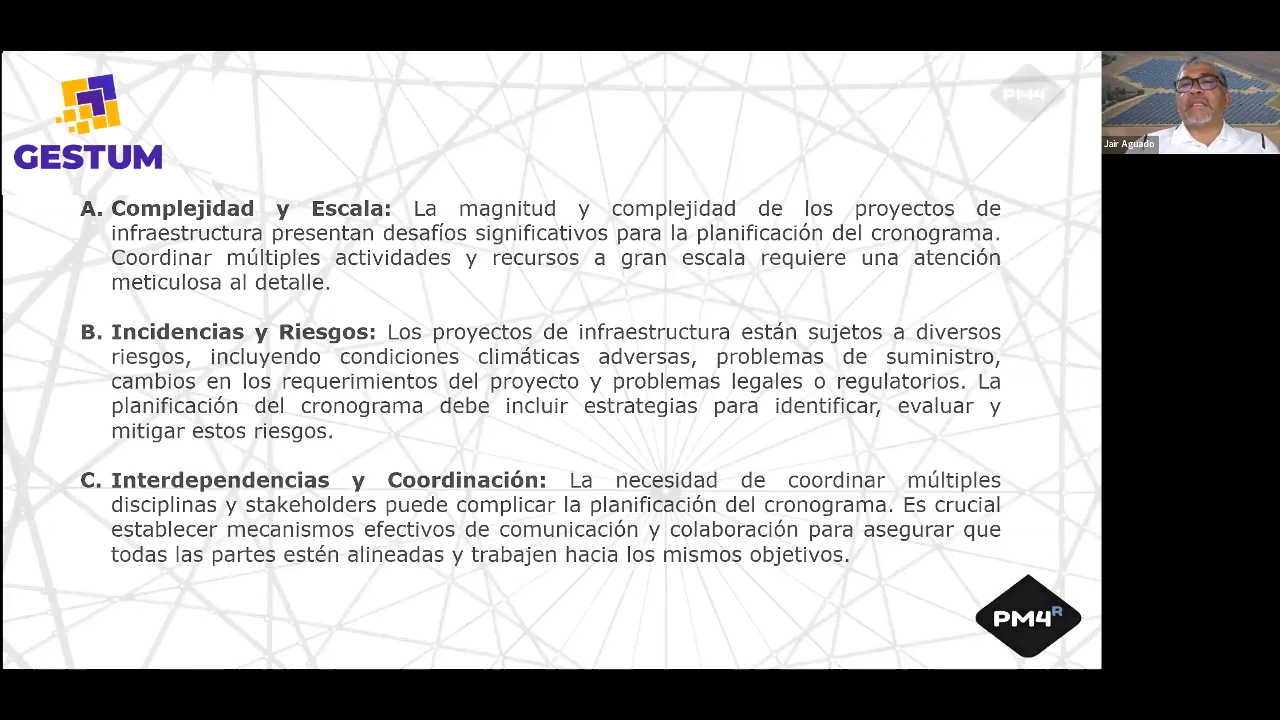 GESTUM
PM4R
Jair Aguado
A. Complejidad y Escala: La magnitud y complejidad de los proyectos de
infraestructura presentan desafíos significativos para la planificación del cronograma.
Coordinar múltiples actividades y recursos a gran escala requiere una atención
meticulosa al detalle.
B. Incidencias y Riesgos: Los proyectos de infraestructura están sujetos a diversos
riesgos, incluyendo condiciones climáticas adversas, problemas de suministro,
cambios en los requerimientos del proyecto y problemas legales o regulatorios. La
planificación del cronograma debe incluir estrategias para identificar, evaluar y
mitigar estos riesgos.
C. Interdependencias y Coordinación: La necesidad de coordinar múltiples
disciplinas y stakeholders puede complicar la planificación del cronograma. Es crucial
establecer mecanismos efectivos de comunicación y colaboración para asegurar que
todas las partes estén alineadas y trabajen hacia los mismos objetivos.
PM4R